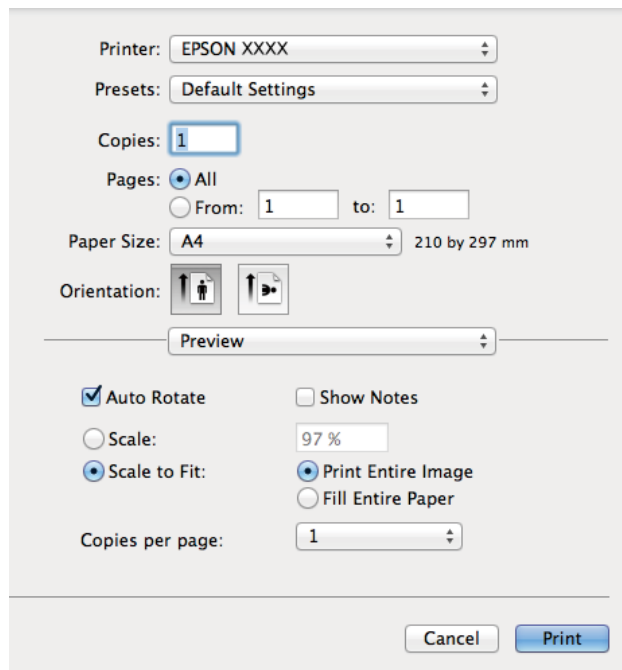 Printer: EPSON XXXX
Presets: Default Settings
Copies: 1
Pages: All
From: 1 to: 1
Paper Size: A4 210 by 297 mm
Orientation:
Preview
Auto Rotate Show Notes
Scale: 97 %
Scale to Fit: Print Entire Image
Fill Entire Paper
Copies per page: 1
Cancel Print